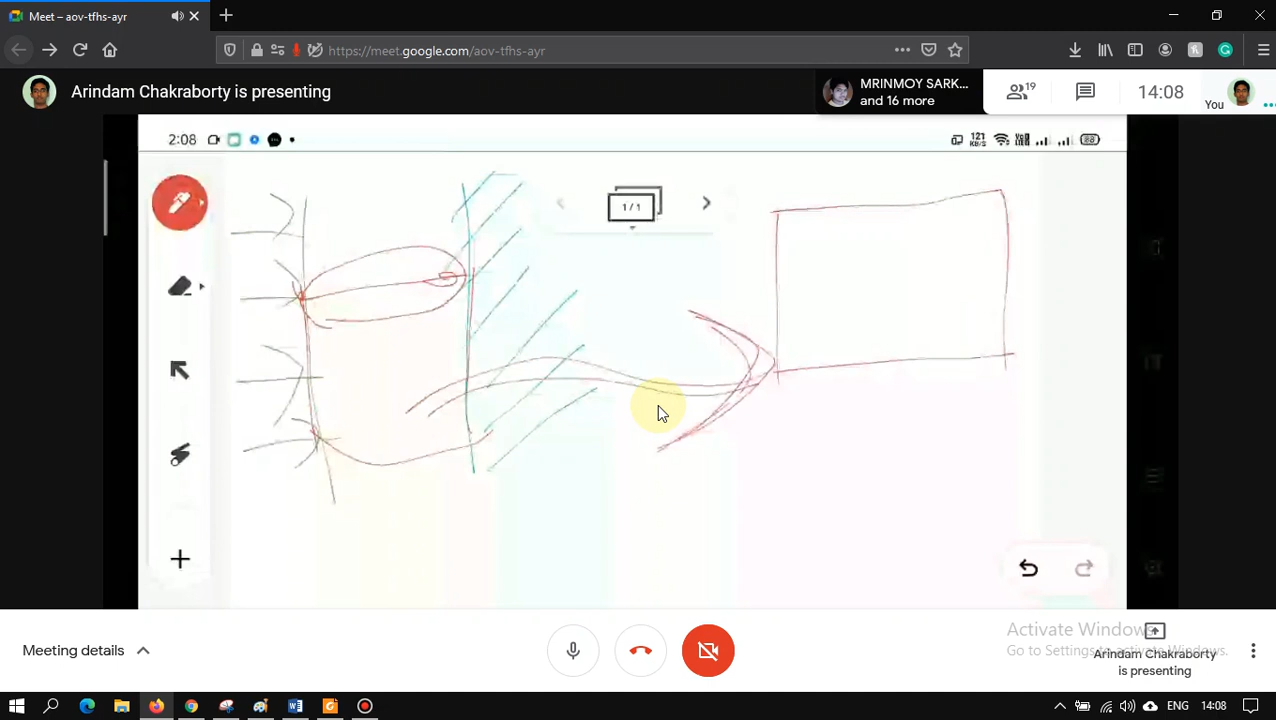 Meet – aov-tfhs-ayr
https://meet.google.com/aov-tfhs-ayr
Arindam Chakraborty is presenting
MRINMOY SARK...
and 16 more
19
14:08
You
2:08
121
KB/S
1 / 1
Meeting details
Activate Windows
Go to Settings to activate Windows.
Arindam Chakraborty
is presenting
ENG
14:08